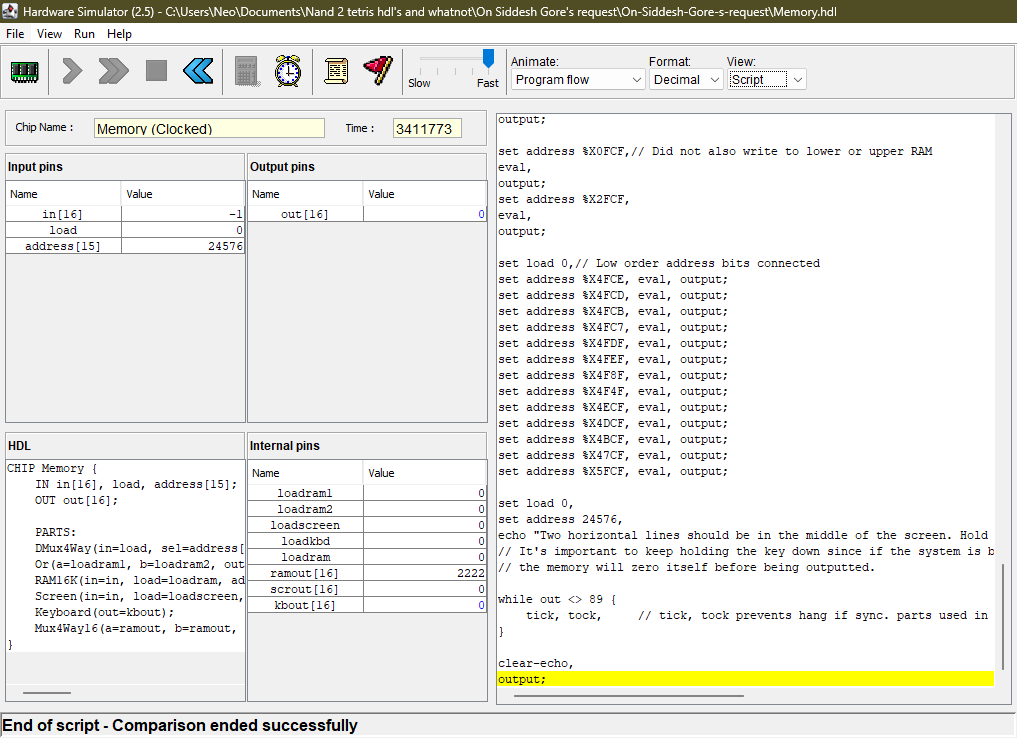 Hardware Simulator (2.5) - C:\Users\Neo\Documents\Nand 2 tetris hdl's and whatnot\On Siddesh Gore's request\On-Siddesh-Gore-s-request\Memory.hdl
File View Run Help
Slow Fast
Animate: Format: View:
Program flow Decimal Script
Chip Name : Memory (Clocked) Time : 3411773
Input pins
Name Value
in[16] -1
load 0
address[15] 24576
Output pins
Name Value
out[16] 0
HDL
CHIP Memory {
IN in[16], load, address[15];
OUT out[16];
PARTS:
DMux4Way(in=load, sel=address[
Or(a=loadram1, b=loadram2, out
RAM16K(in=in, load=loadram, ad
Screen(in=in, load=loadscreen,
Keyboard(out=kbout);
Mux4Way16(a=ramout, b=ramout,
}
Internal pins
Name Value
loadram1 0
loadram2 0
loadscreen 0
loadkbd 0
loadram 0
ramout[16] 2222
scrout[16] 0
kbout[16] 0
output;
set address %X0FCF,// Did not also write to lower or upper RAM
eval,
output;
set address %X2FCF,
eval,
output;
set load 0,// Low order address bits connected
set address %X4FCE, eval, output;
set address %X4FCD, eval, output;
set address %X4FCB, eval, output;
set address %X4FC7, eval, output;
set address %X4FDF, eval, output;
set address %X4FEF, eval, output;
set address %X4F8F, eval, output;
set address %X4F4F, eval, output;
set address %X4ECF, eval, output;
set address %X4DCF, eval, output;
set address %X4BCF, eval, output;
set address %X47CF, eval, output;
set address %X5FCF, eval, output;
set load 0,
set address 24576,
echo "Two horizontal lines should be in the middle of the screen. Hold
// It's important to keep holding the key down since if the system is b
// the memory will zero itself before being outputted.
while out <> 89 {
tick, tock, // tick, tock prevents hang if sync. parts used in
}
clear-echo,
output;
End of script - Comparison ended successfully